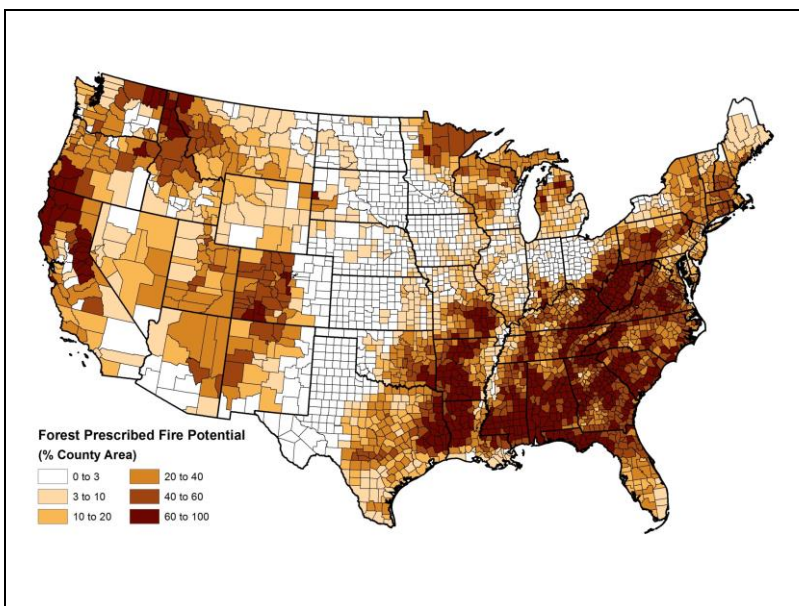 Forest Prescribed Fire Potential
(% County Area)
0 to 3
20 to 40
3 to 10
40 to 60
10 to 20
60 to 100